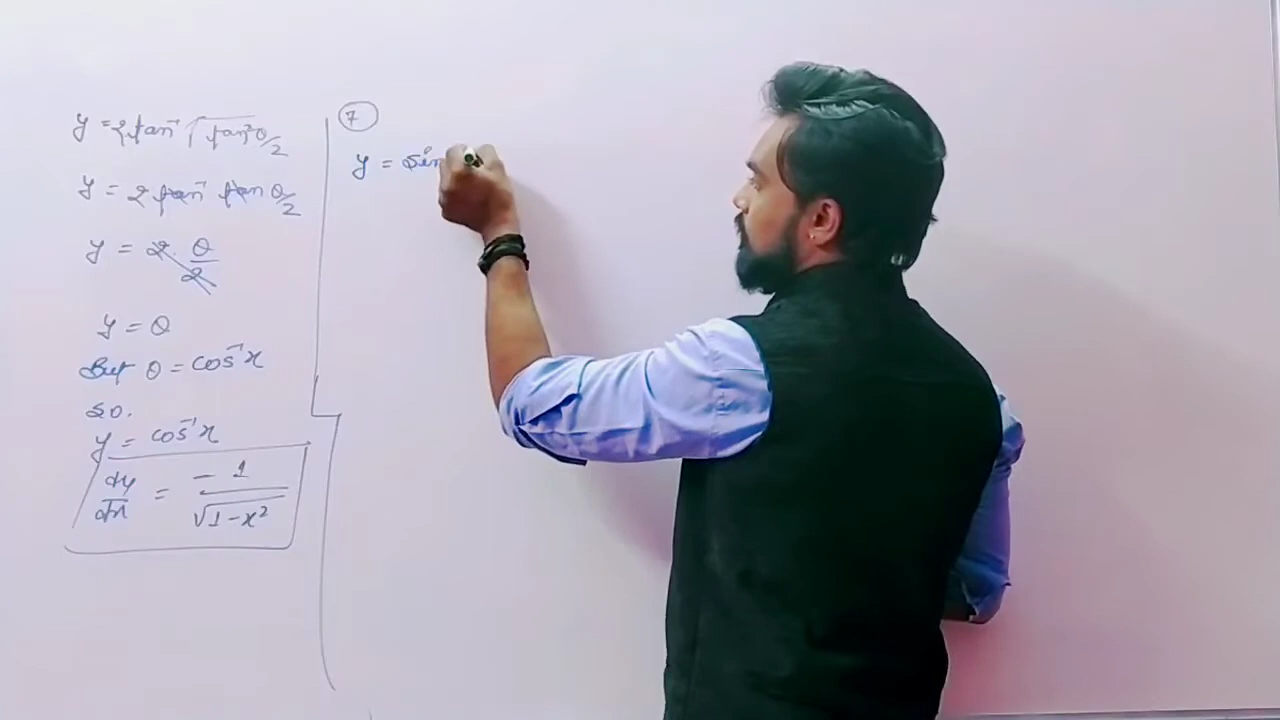 y = 2 tan⁻¹ √tan² θ/2
y = 2 tan⁻¹ tan θ/2
y = 2 θ/2
y = θ
But θ = cos⁻¹x
so.
y = cos⁻¹x
dy/dx = -1/√1-x²
7
y = sin